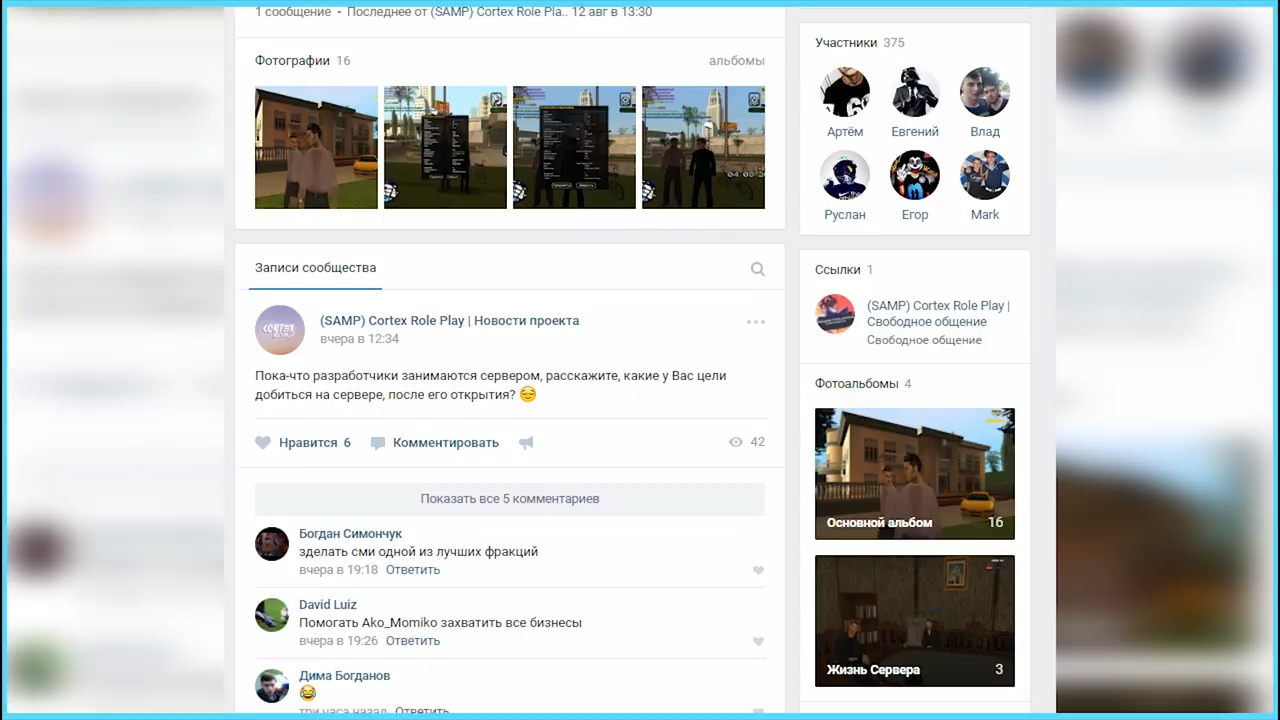 1 сообщение • Последнее от (SAMP) Cortex Role Pla.. 12 авг в 13:30
Фотографии 16
альбомы
Записи сообщества
CORTEX
(SAMP) Cortex Role Play | Новости проекта
вчера в 12:34
Пока-что разработчики занимаются сервером, расскажите, какие у Вас цели
добиться на сервере, после его открытия? 😌
Нравится 6 Комментировать 42
Показать все 5 комментариев
Богдан Симончук
зделать сми одной из лучших фракций
вчера в 19:18 Ответить
David Luiz
Помогать Ako_Momiko захватить все бизнесы
вчера в 19:26 Ответить
Дима Богданов
😂
три часа назад Ответить
Участники 375
Артём Евгений Влад
Руслан Егор Mark
Ссылки 1
(SAMP) Cortex Role Play |
Свободное общение
Свободное общение
Фотоальбомы 4
Основной альбом 16
Жизнь Сервера 3